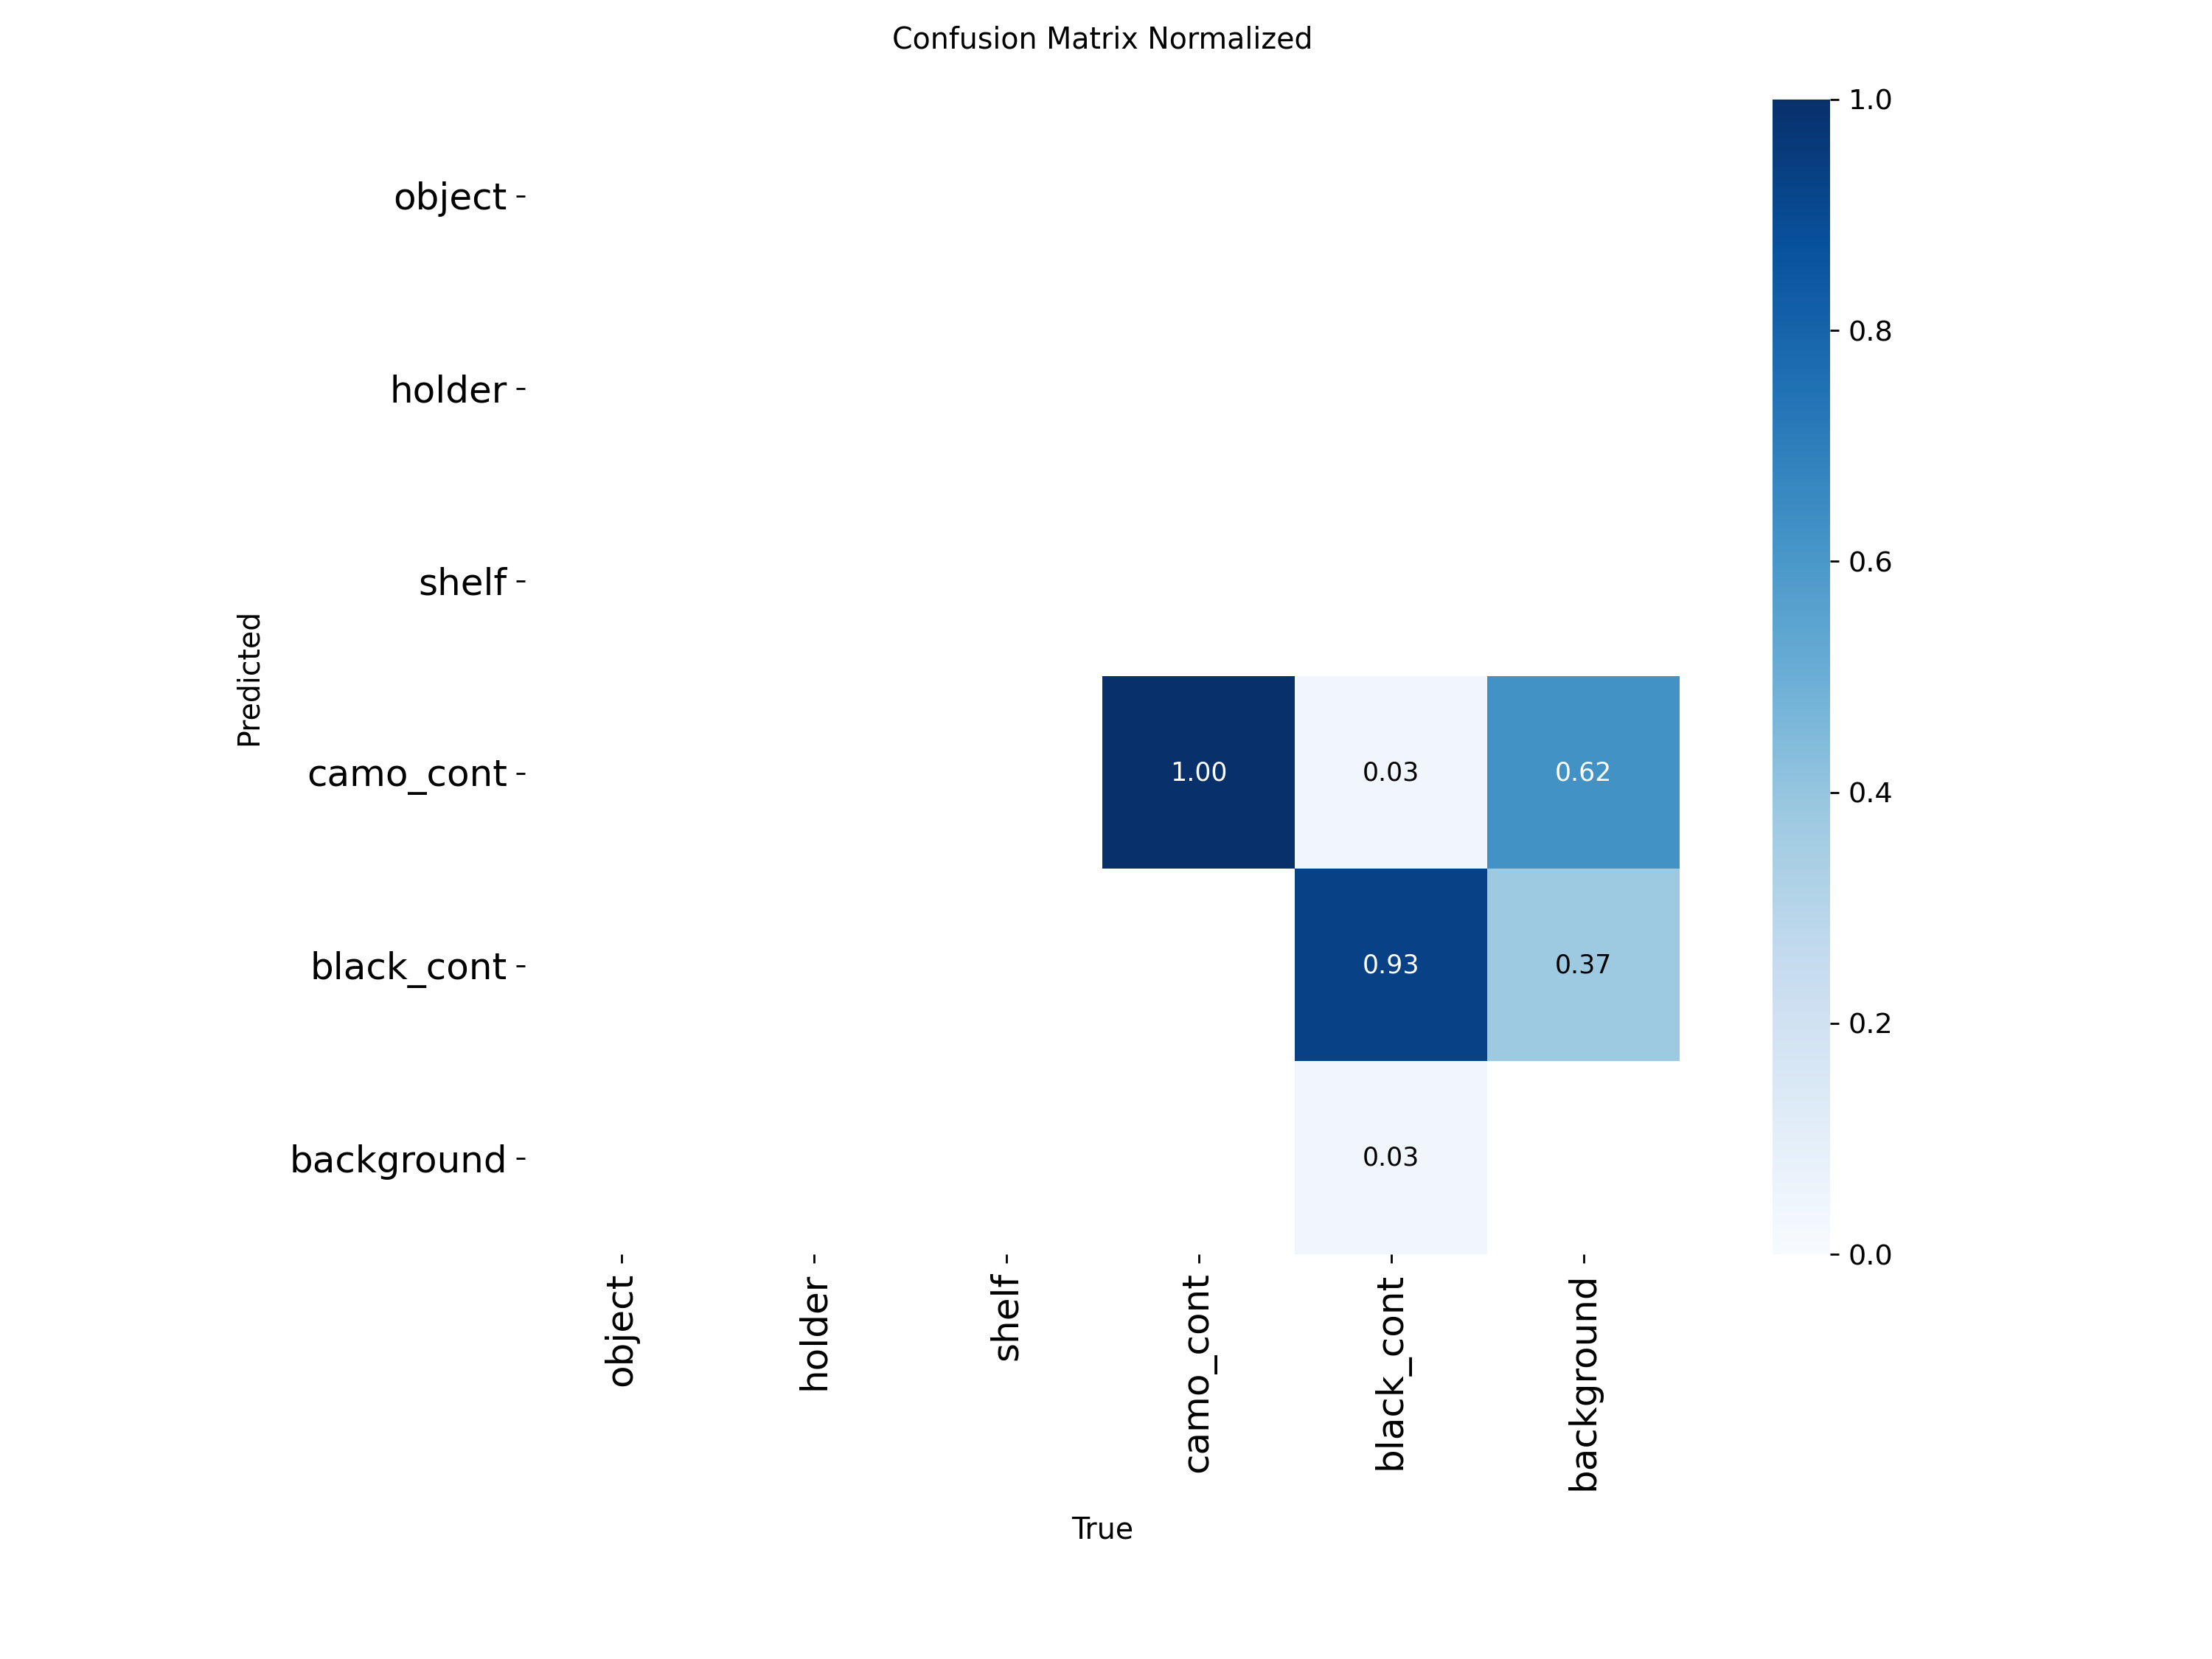 Confusion Matrix Normalized
Predicted
object
holder
shelf
camo_cont
black_cont
background
1.00 0.03 0.62
0.93 0.37
0.03
1.0
0.8
0.6
0.4
0.2
0.0
object
holder
shelf
camo_cont
black_cont
background
True